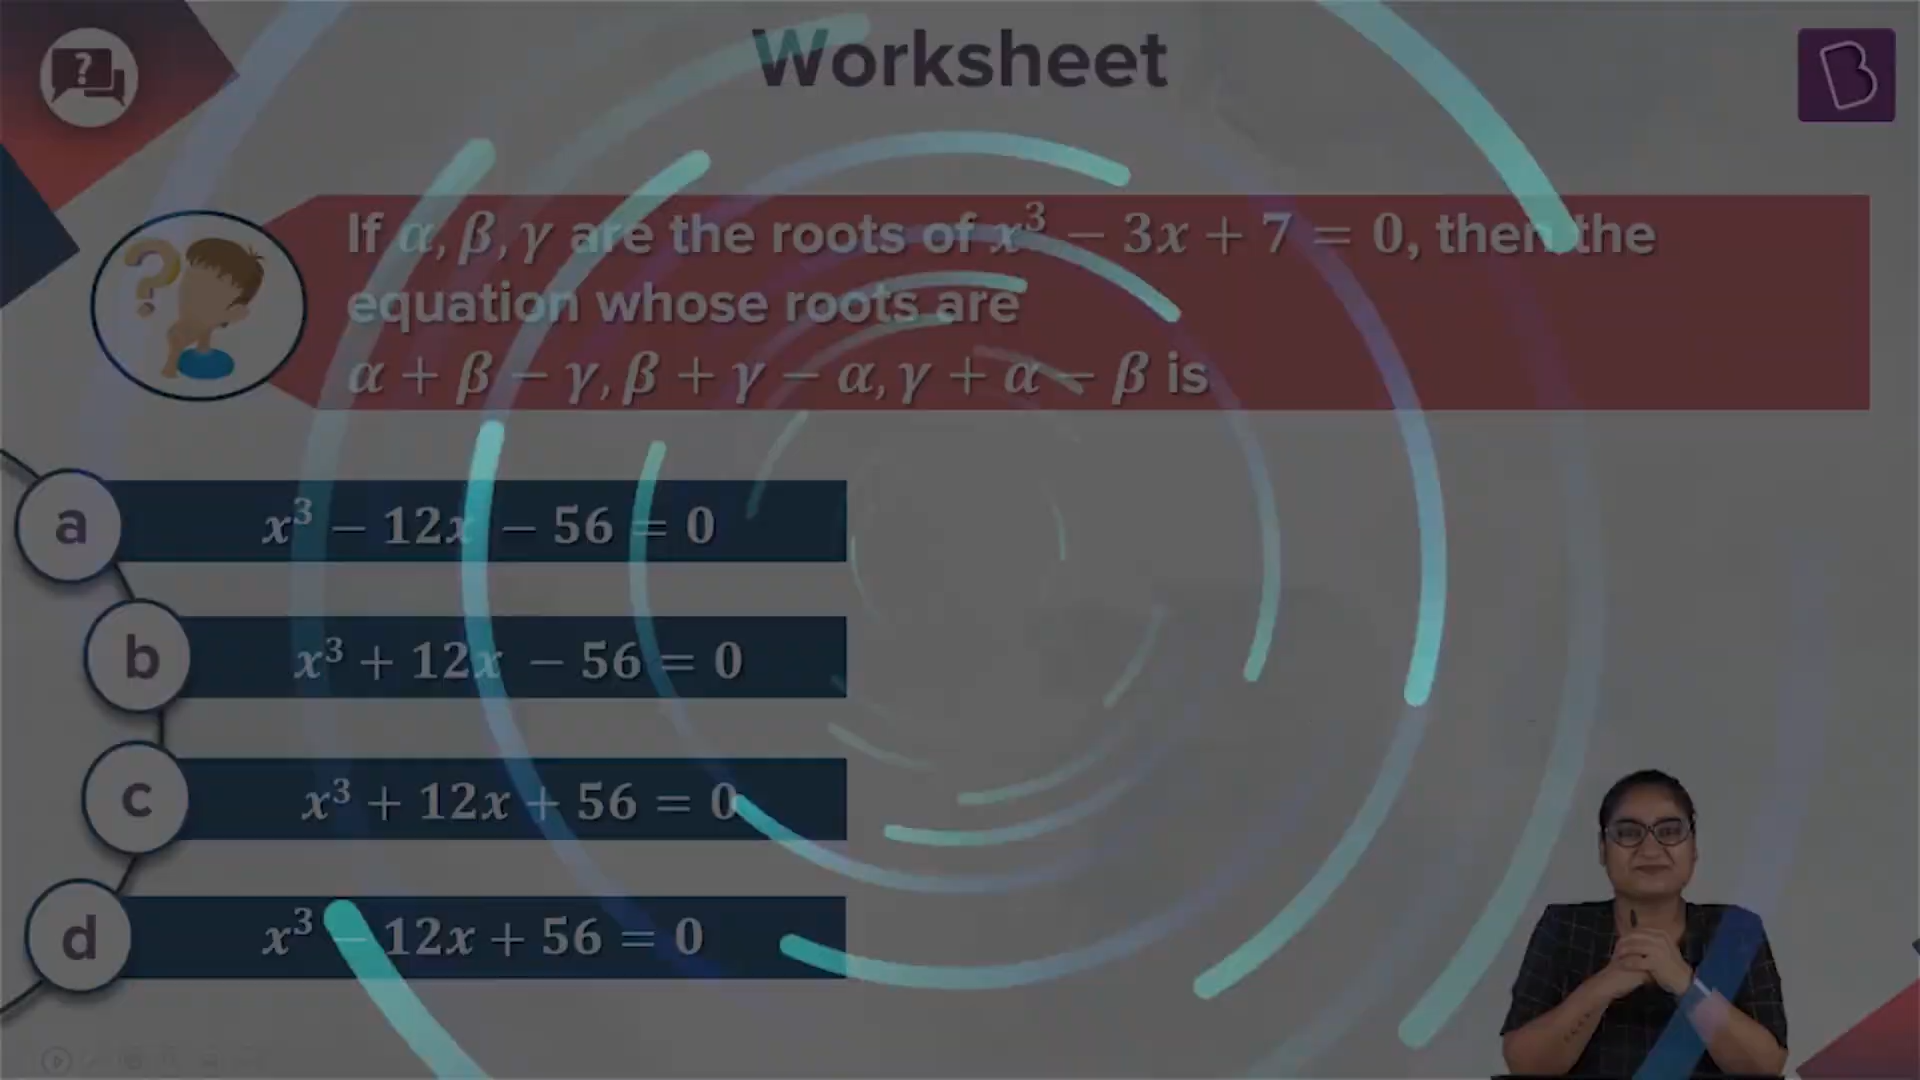 Worksheet
If α, β, γ are the roots of x³ − 3x + 7 = 0, then the
equation whose roots are
α + β − γ, β + γ − α, γ + α − β is
a x³ − 12x − 56 = 0
b x³ + 12x − 56 = 0
c x³ + 12x + 56 = 0
d x³ − 12x + 56 = 0